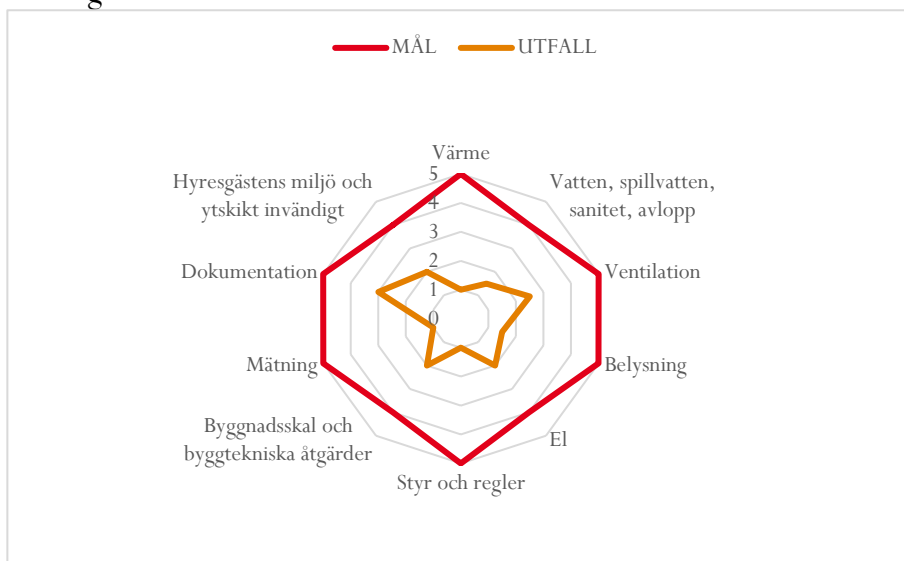 MÅL UTFALL
Värme
Hyresgästens miljö och
ytskikt invändigt
Vatten, spillvatten,
sanitet, avlopp
5
4
3
2
1
0
Dokumentation
Ventilation
Mätning
Belysning
Byggnadsskal och
byggtekniska åtgärder
El
Styr och regler